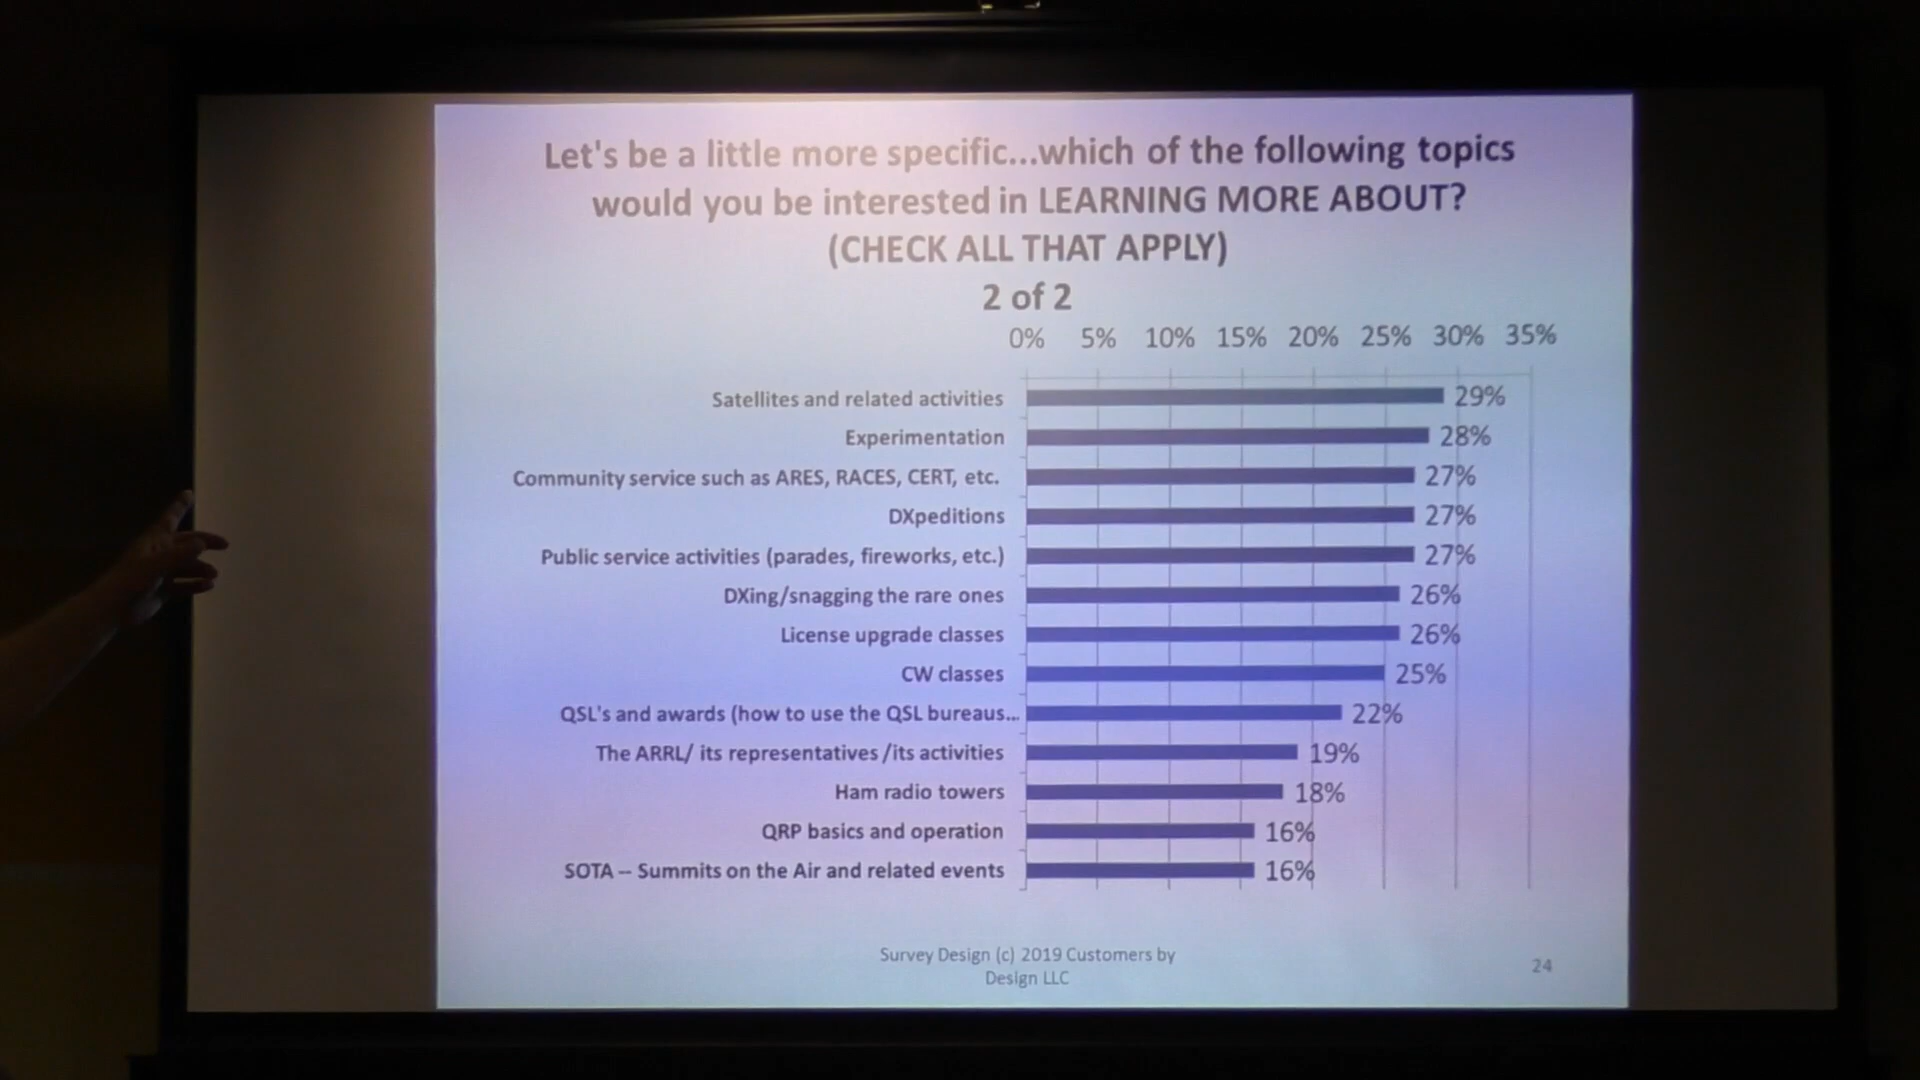 Let's be a little more specific...which of the following topics
would you be interested in LEARNING MORE ABOUT?
(CHECK ALL THAT APPLY)
2 of 2
0% 5% 10% 15% 20% 25% 30% 35%
Satellites and related activities 29%
Experimentation 28%
Community service such as ARES, RACES, CERT, etc. 27%
DXpeditions 27%
Public service activities (parades, fireworks, etc.) 27%
DXing/snagging the rare ones 26%
License upgrade classes 26%
CW classes 25%
QSL's and awards (how to use the QSL bureaus... 22%
The ARRL/ its representatives /its activities 19%
Ham radio towers 18%
QRP basics and operation 16%
SOTA -- Summits on the Air and related events 16%
Survey Design (c) 2019 Customers by
Design LLC
24